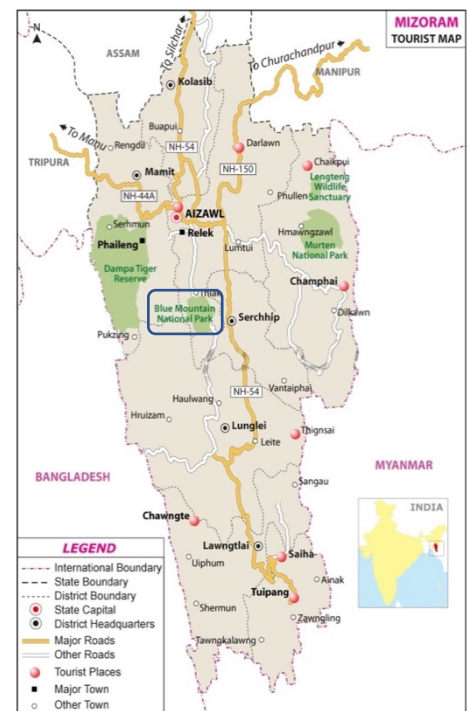 MIZORAM
TOURIST MAP
N
ASSAM
To Silchar
To Churachandpur
MANIPUR
Kolasib
Buapui
To Manu
Rengdil
NH-54
Darlawn
TRIPURA
Mamit
NH-150
Chaikpui
Lengteng
Wildlife
Sanctuary
Phullen
NH-44A
AIZAWL
Serhmun
Relek
Hmawngzawl
Phaileng
Lumtui
Murten
National Park
Dampa Tiger
Reserve
Champhai
Thiak
Blue Mountain
National Park
Serchhip
Dilkawn
Pukzing
NH-54
Vantaiphai
Haulwang
Hruizam
Lunglei
Thignsai
Leite
BANGLADESH
MYANMAR
Sangau
INDIA
Chawngte
LEGEND
Lawngtlai
Saiha
International Boundary
Uiphum
State Boundary
Ainak
District Boundary
Tuipang
State Capital
Shermun
District Headquarters
Zawngling
Major Roads
Tawngkalawng
Other Roads
Tourist Places
Major Town
Other Town